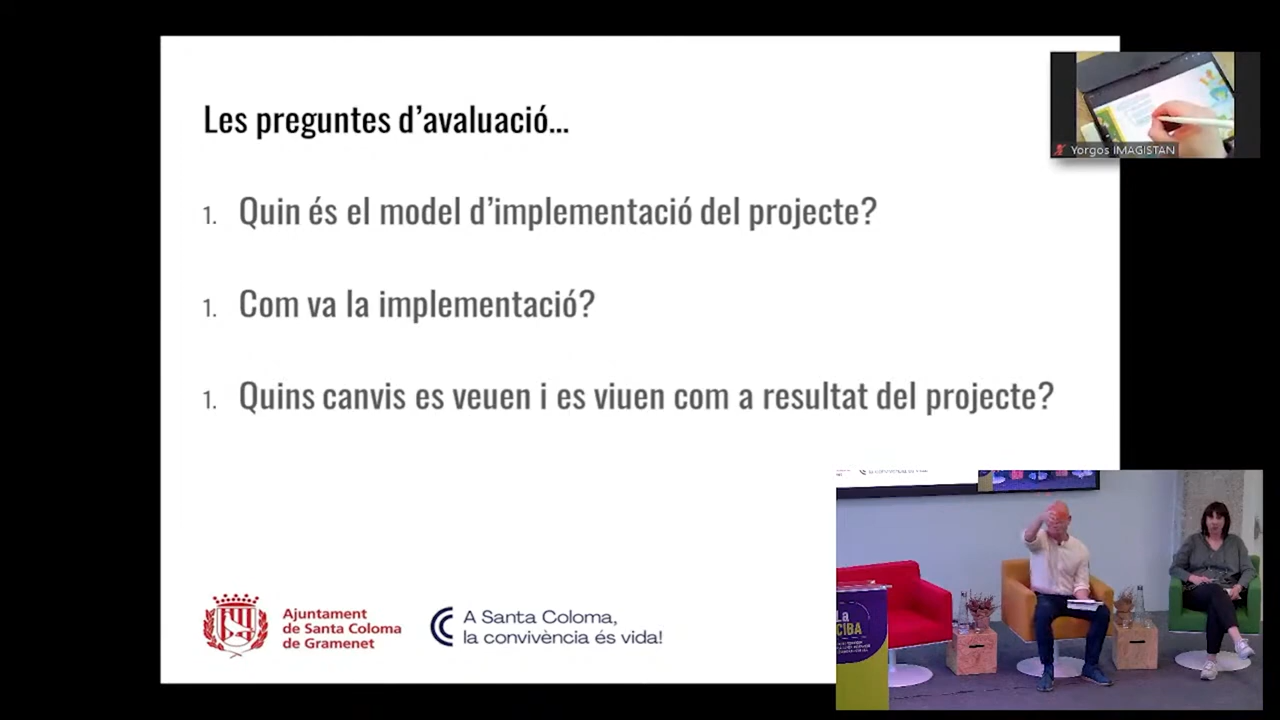 Les preguntes d’avaluació...
1. Quin és el model d’implementació del projecte?
1. Com va la implementació?
1. Quins canvis es veuen i es viuen com a resultat del projecte?
Ajuntament
de Santa Coloma
de Gramenet
A Santa Coloma,
la convivència és vida!
Yorgos IMAGISTAN
La
CIBA